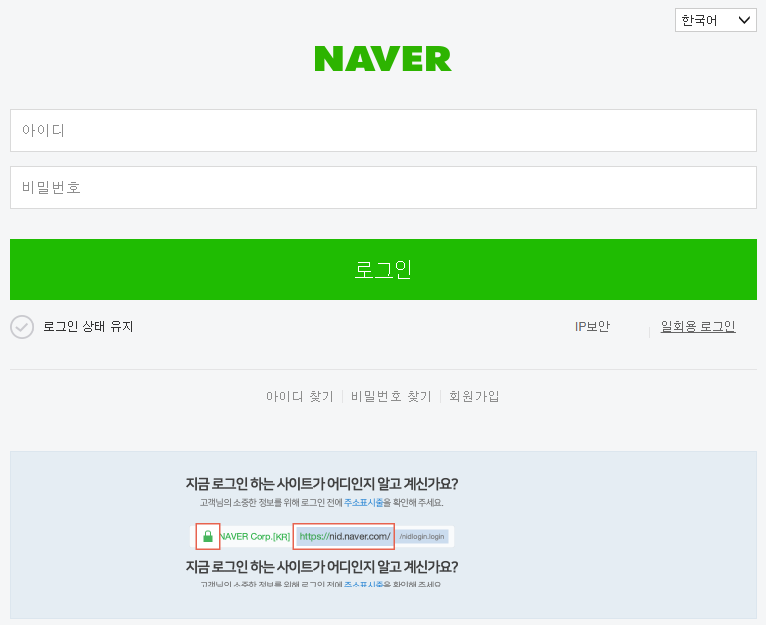 한국어
NAVER
아이디
비밀번호
로그인
로그인 상태 유지 IP보안 일회용 로그인
아이디 찾기 비밀번호 찾기 회원가입
지금 로그인 하는 사이트가 어디인지 알고 계신가요?
고객님의 소중한 정보를 위해 로그인 전에 주소표시줄을 확인해 주세요.
NAVER Corp.[KR] https://nid.naver.com/ /nidlogin.login
지금 로그인 하는 사이트가 어디인지 알고 계신가요?
고객님의 소중한 정보를 위해 로그인 전에 주소표시줄을 확인해 주세요